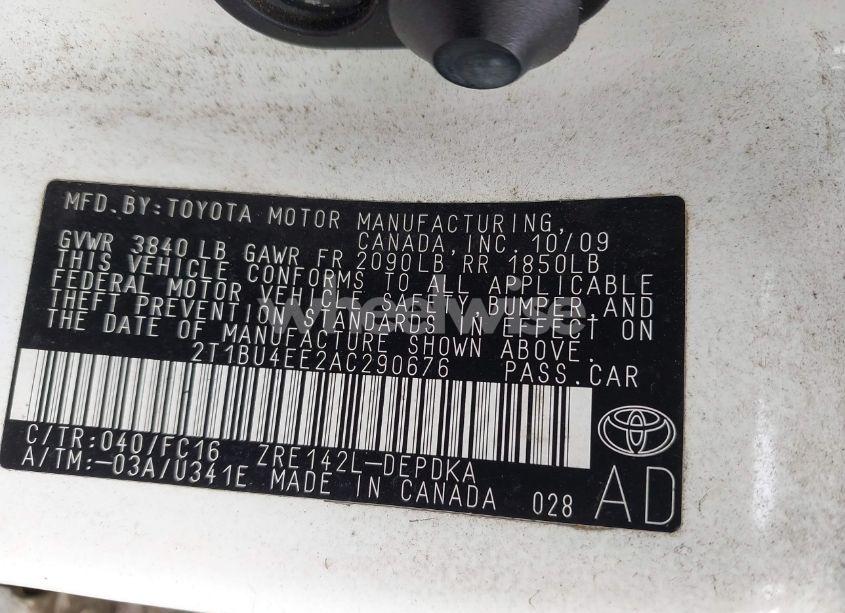 MFD.BY:TOYOTA MOTOR MANUFACTURING,
CANADA,INC. 10/09
GVWR 3840 LB GAWR FR 2090LB RR 1850LB
THIS VEHICLE CONFORMS TO ALL APPLICABLE
FEDERAL MOTOR VEHICLE SAFETY,BUMPER,AND
THEFT PREVENTION STANDARDS IN EFFECT ON
THE DATE OF MANUFACTURE SHOWN ABOVE.
2T1BU4EE2AC290676 PASS.CAR
C/TR:040/FC16 ZRE142L-DEPDKA
A/TM:-03A/U341E MADE IN CANADA 028
AD
wheelwise